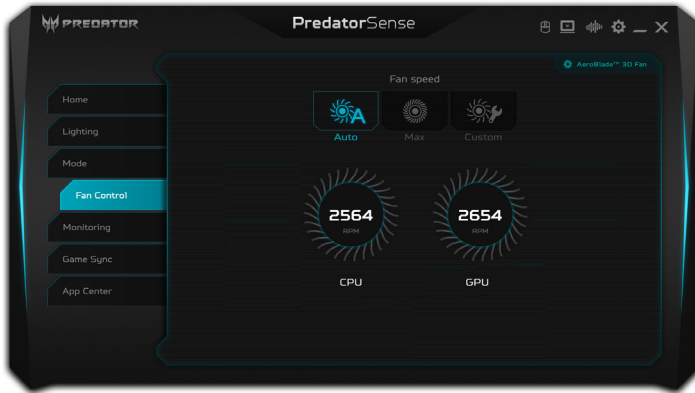 PREDATOR
PredatorSense
AeroBlade™ 3D Fan
Fan speed
Home
Lighting
Mode
Fan Control
Monitoring
Game Sync
App Center
A
Auto
Max
Custom
2564
RPM
CPU
2654
RPM
GPU